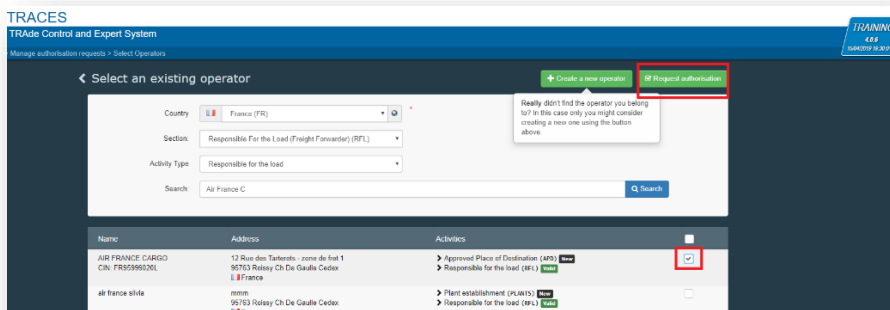 TRACES
TRAde Control and Expert System
TRAINING
4.0.6
Manage authorisation requests > Select Operators
Select an existing operator
Create a new operator
Request authorisation
Really didn't find the operator you belong
to? In this case only you might consider
creating a new one using the button
above.
Country
France (FR)
*
Section:
Responsible For the Load (Freight Forwarder) (RFL)
Activity Type
Responsible for the load
Search:
Air France C
Search
Name Address Activities
AIR FRANCE CARGO 12 Rue des Tarterets - zone de fret 1 Approved Place of Destination (APD) New
95763 Roissy Ch De Gaulle Cedex Responsible for the load (RFL) Valid
France
air france silvia mmm Plant establishment (PLANTS) New
95763 Roissy Ch De Gaulle Cedex Responsible for the load (RFL) Valid